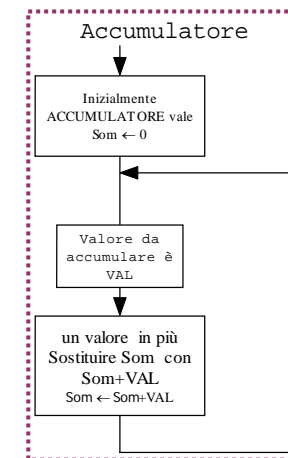 Accumulatore
Inizialmente
ACCUMULATORE vale
Som ← 0
Valore da
accumulare è
VAL
un valore in più
Sostituire Som con
Som+VAL
Som ← Som+VAL